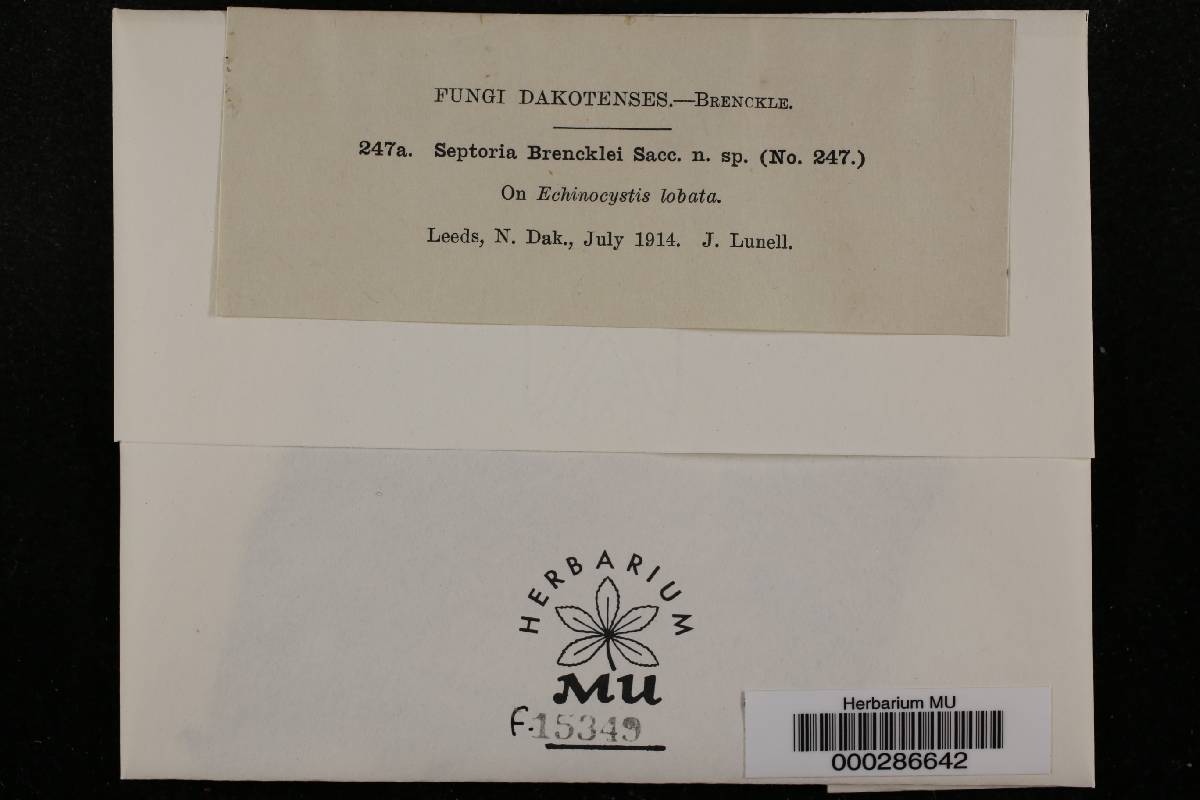 FUNGI DAKOTENSES.—BRENCKLE.
247a. Septoria Brencklei Sacc. n. sp. (No. 247.)
On Echinocystis lobata.
Leeds, N. Dak., July 1914. J. Lunell.
HERBARIUM
MU
F.15349
Herbarium MU
000286642